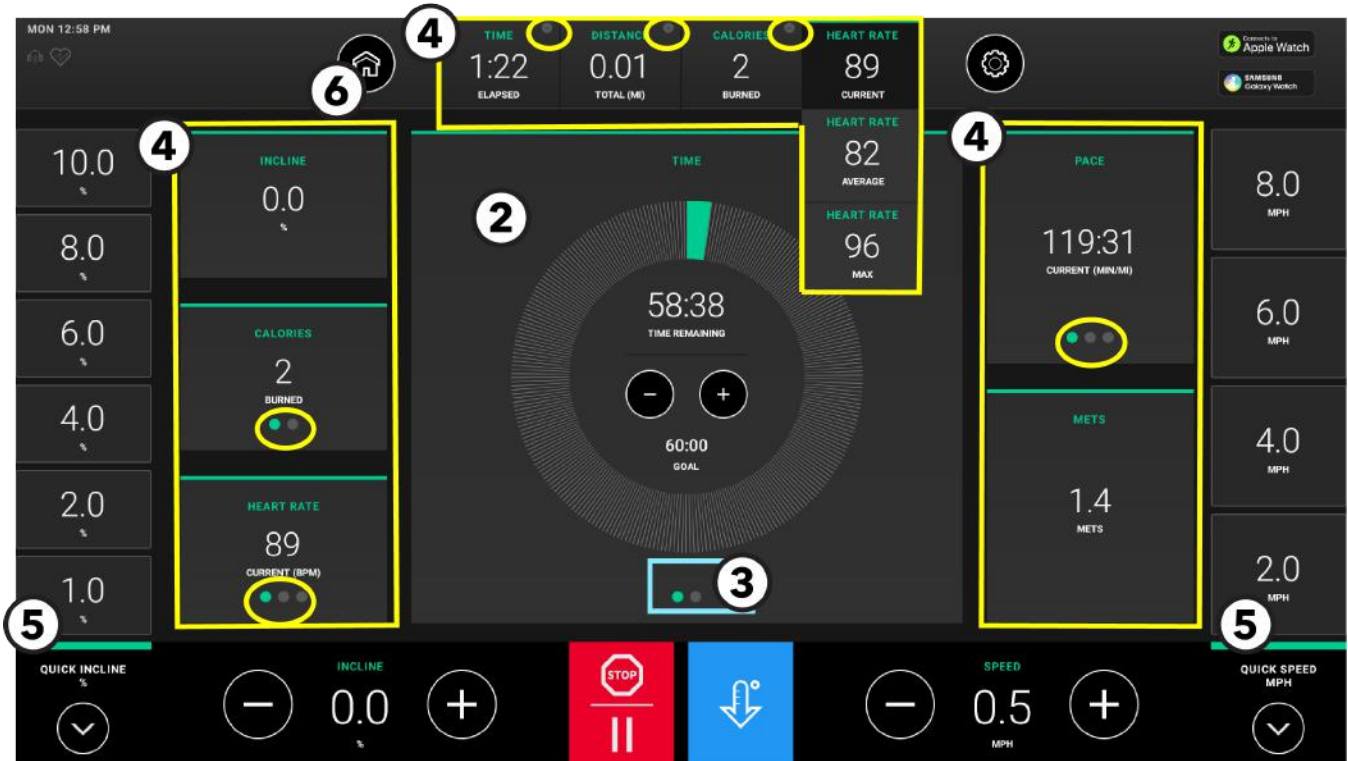 MON 12:58 PM
4
TIME
1:22
ELAPSED
DISTANCE
0.01
TOTAL (MI)
CALORIES
2
BURNED
HEART RATE
89
CURRENT
HEART RATE
82
AVERAGE
HEART RATE
96
MAX
Connects to
Apple Watch
SAMSUNG
Galaxy Watch
6
10.0
%
8.0
%
6.0
%
4.0
%
2.0
%
1.0
%
5
QUICK INCLINE
%
4
INCLINE
0.0
%
CALORIES
2
BURNED
HEART RATE
89
CURRENT (BPM)
2
TIME
58:38
TIME REMAINING
−
+
60:00
GOAL
3
4
PACE
119:31
CURRENT (MIN/MI)
METS
1.4
METS
8.0
MPH
6.0
MPH
4.0
MPH
2.0
MPH
5
QUICK SPEED
MPH
−
INCLINE
0.0
%
+
STOP
−
SPEED
0.5
MPH
+